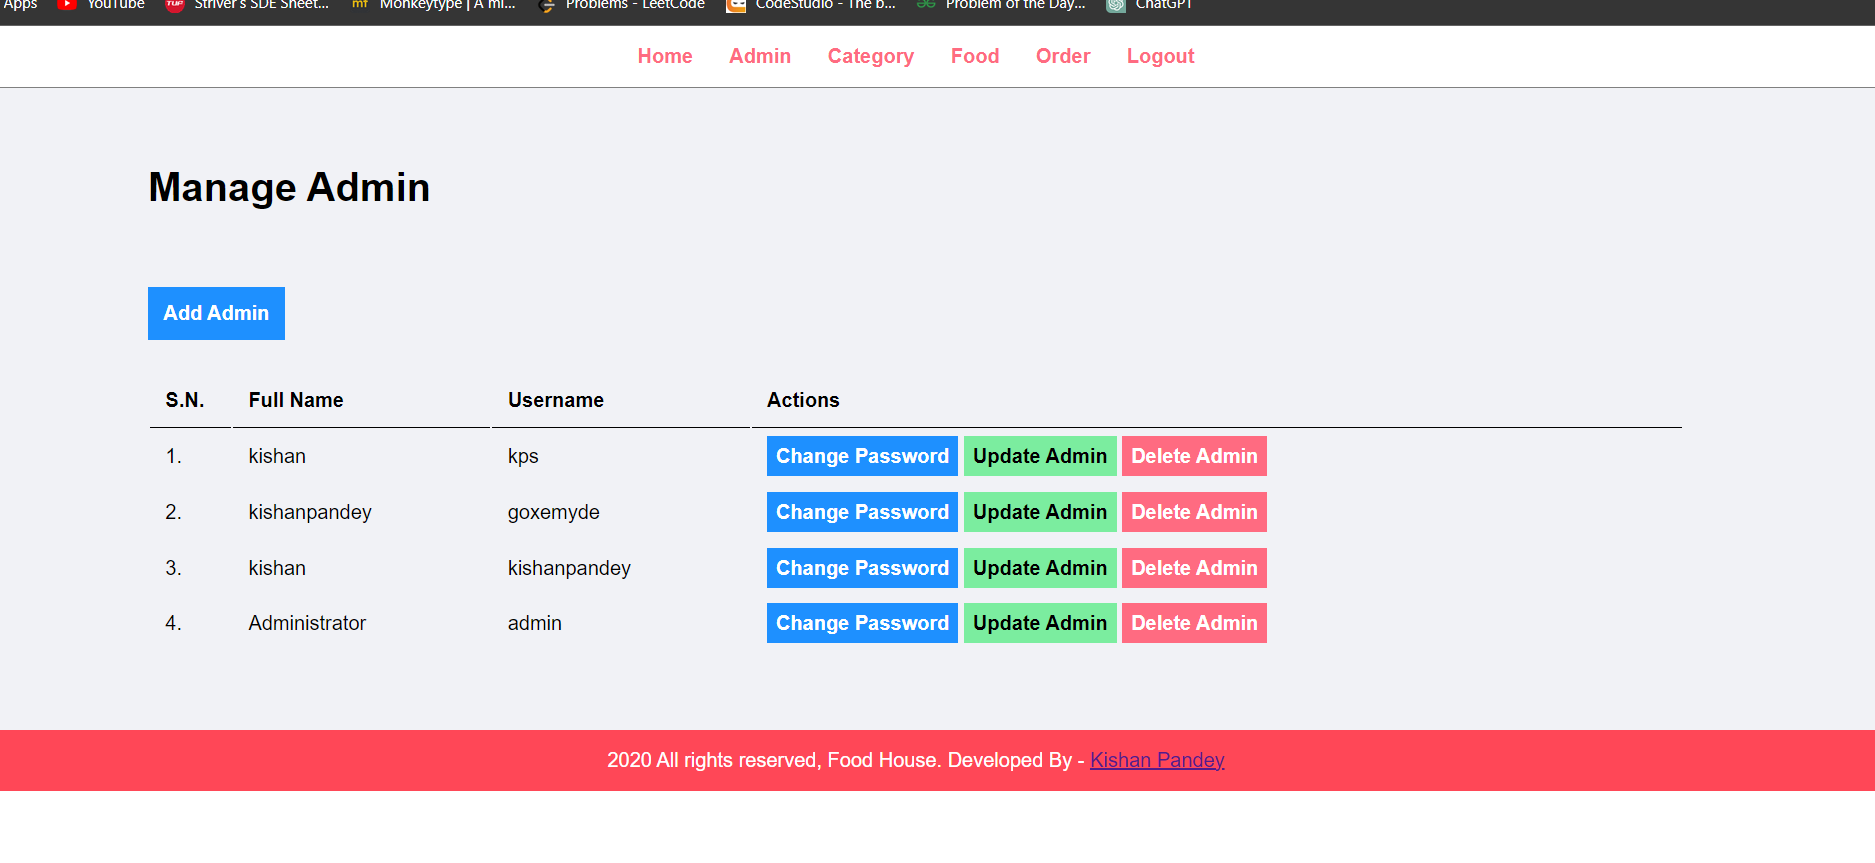 Apps YouTube Striver's SDE Sheet... Monkeytype | A mi... Problems - LeetCode CodeStudio - The b... Problem of the Day... ChatGPT
Home Admin Category Food Order Logout
Manage Admin
Add Admin
S.N. Full Name Username Actions
1. kishan kps Change Password Update Admin Delete Admin
2. kishanpandey goxemyde Change Password Update Admin Delete Admin
3. kishan kishanpandey Change Password Update Admin Delete Admin
4. Administrator admin Change Password Update Admin Delete Admin
2020 All rights reserved, Food House. Developed By - Kishan Pandey